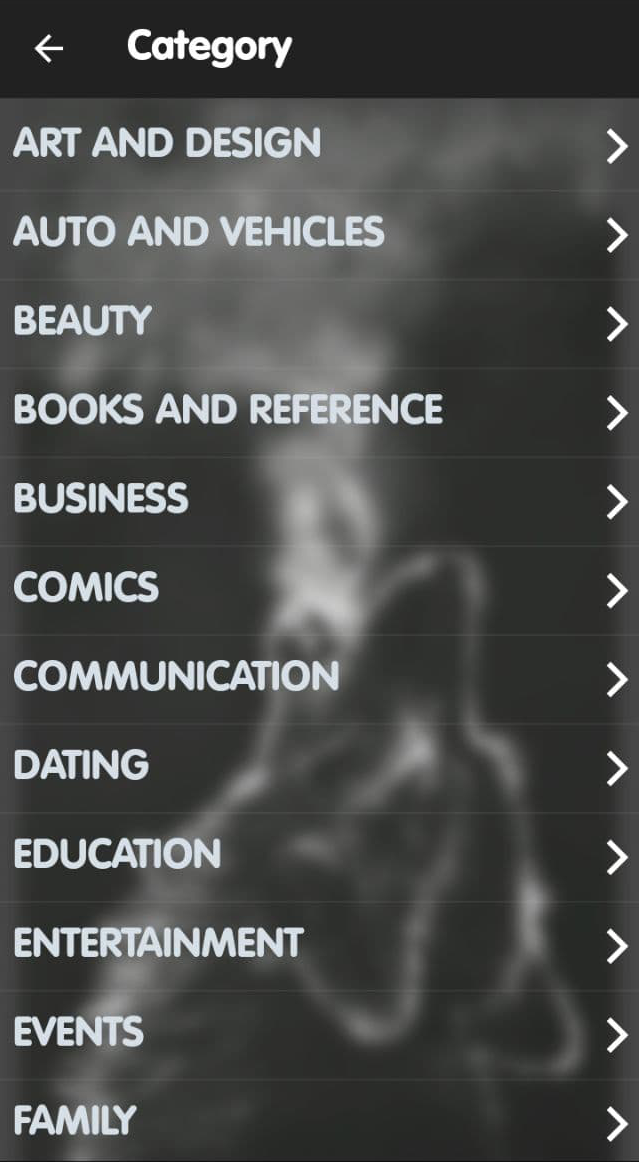 Category
ART AND DESIGN
AUTO AND VEHICLES
BEAUTY
BOOKS AND REFERENCE
BUSINESS
COMICS
COMMUNICATION
DATING
EDUCATION
ENTERTAINMENT
EVENTS
FAMILY